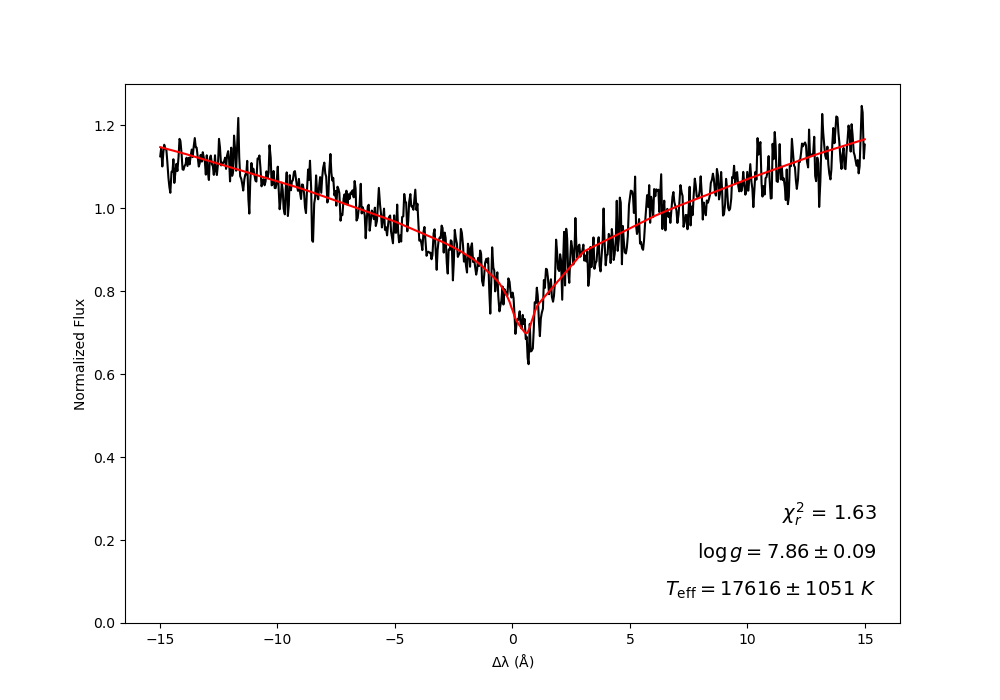 Normalized Flux
1.2
1.0
0.8
0.6
0.4
0.2
0.0
χ²ᵣ = 1.63
log g = 7.86 ± 0.09
T_eff = 17616 ± 1051 K
−15 −10 −5 0 5 10 15
Δλ (Å)